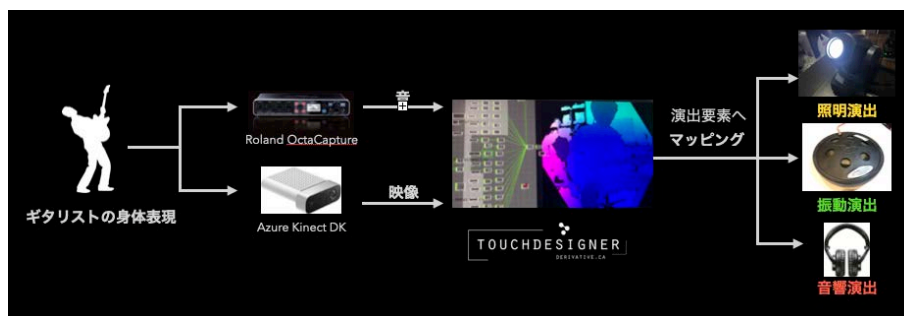 ギタリストの身体表現
Roland OctaCapture
Azure Kinect DK
音
映像
TOUCHDESIGNER
DERIVATIVE.CA
演出要素へ
マッピング
照明演出
振動演出
音響演出